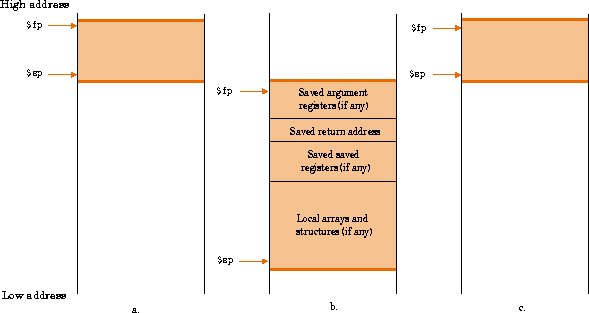 High address
$fp
$sp
$fp
Saved argument
registers (if any)
Saved return address
Saved saved
registers (if any)
Local arrays and
structures (if any)
$sp
$fp
$sp
Low address
a.
b.
c.